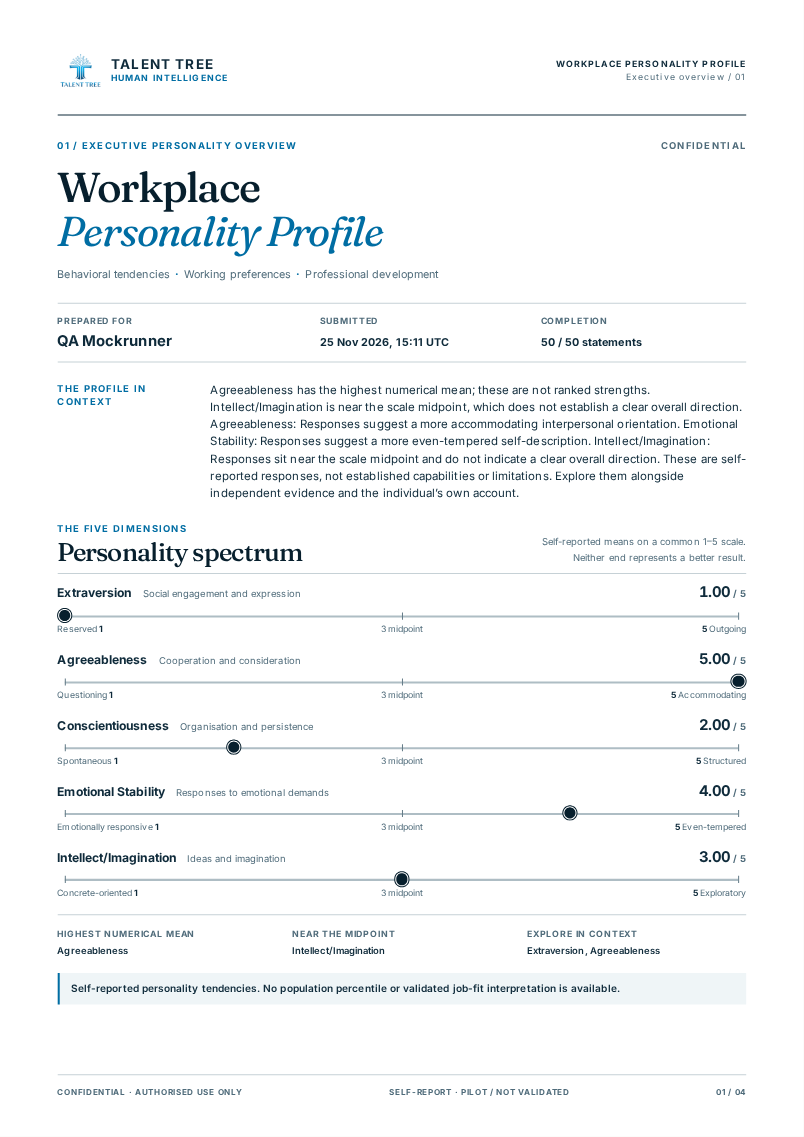 TALENT TREE
TALENT TREE
HUMAN INTELLIGENCE
WORKPLACE PERSONALITY PROFILE
Executive overview / 01
01 / EXECUTIVE PERSONALITY OVERVIEW
CONFIDENTIAL
Workplace
Personality Profile
Behavioral tendencies · Working preferences · Professional development
PREPARED FOR
QA Mockrunner
SUBMITTED
25 Nov 2026, 15:11 UTC
COMPLETION
50 / 50 statements
THE PROFILE IN
CONTEXT
Agreeableness has the highest numerical mean; these are not ranked strengths.
Intellect/Imagination is near the scale midpoint, which does not establish a clear overall direction.
Agreeableness: Responses suggest a more accommodating interpersonal orientation. Emotional
Stability: Responses suggest a more even-tempered self-description. Intellect/Imagination:
Responses sit near the scale midpoint and do not indicate a clear overall direction. These are self-
reported responses, not established capabilities or limitations. Explore them alongside
independent evidence and the individual’s own account.
THE FIVE DIMENSIONS
Personality spectrum
Self-reported means on a common 1–5 scale.
Neither end represents a better result.
Extraversion Social engagement and expression 1.00 / 5
Reserved 1 3 midpoint 5 Outgoing
Agreeableness Cooperation and consideration 5.00 / 5
Questioning 1 3 midpoint 5 Accommodating
Conscientiousness Organisation and persistence 2.00 / 5
Spontaneous 1 3 midpoint 5 Structured
Emotional Stability Responses to emotional demands 4.00 / 5
Emotionally responsive 1 3 midpoint 5 Even-tempered
Intellect/Imagination Ideas and imagination 3.00 / 5
Concrete-oriented 1 3 midpoint 5 Exploratory
HIGHEST NUMERICAL MEAN
Agreeableness
NEAR THE MIDPOINT
Intellect/Imagination
EXPLORE IN CONTEXT
Extraversion, Agreeableness
Self-reported personality tendencies. No population percentile or validated job-fit interpretation is available.
CONFIDENTIAL · AUTHORISED USE ONLY
SELF-REPORT · PILOT / NOT VALIDATED
01 / 04